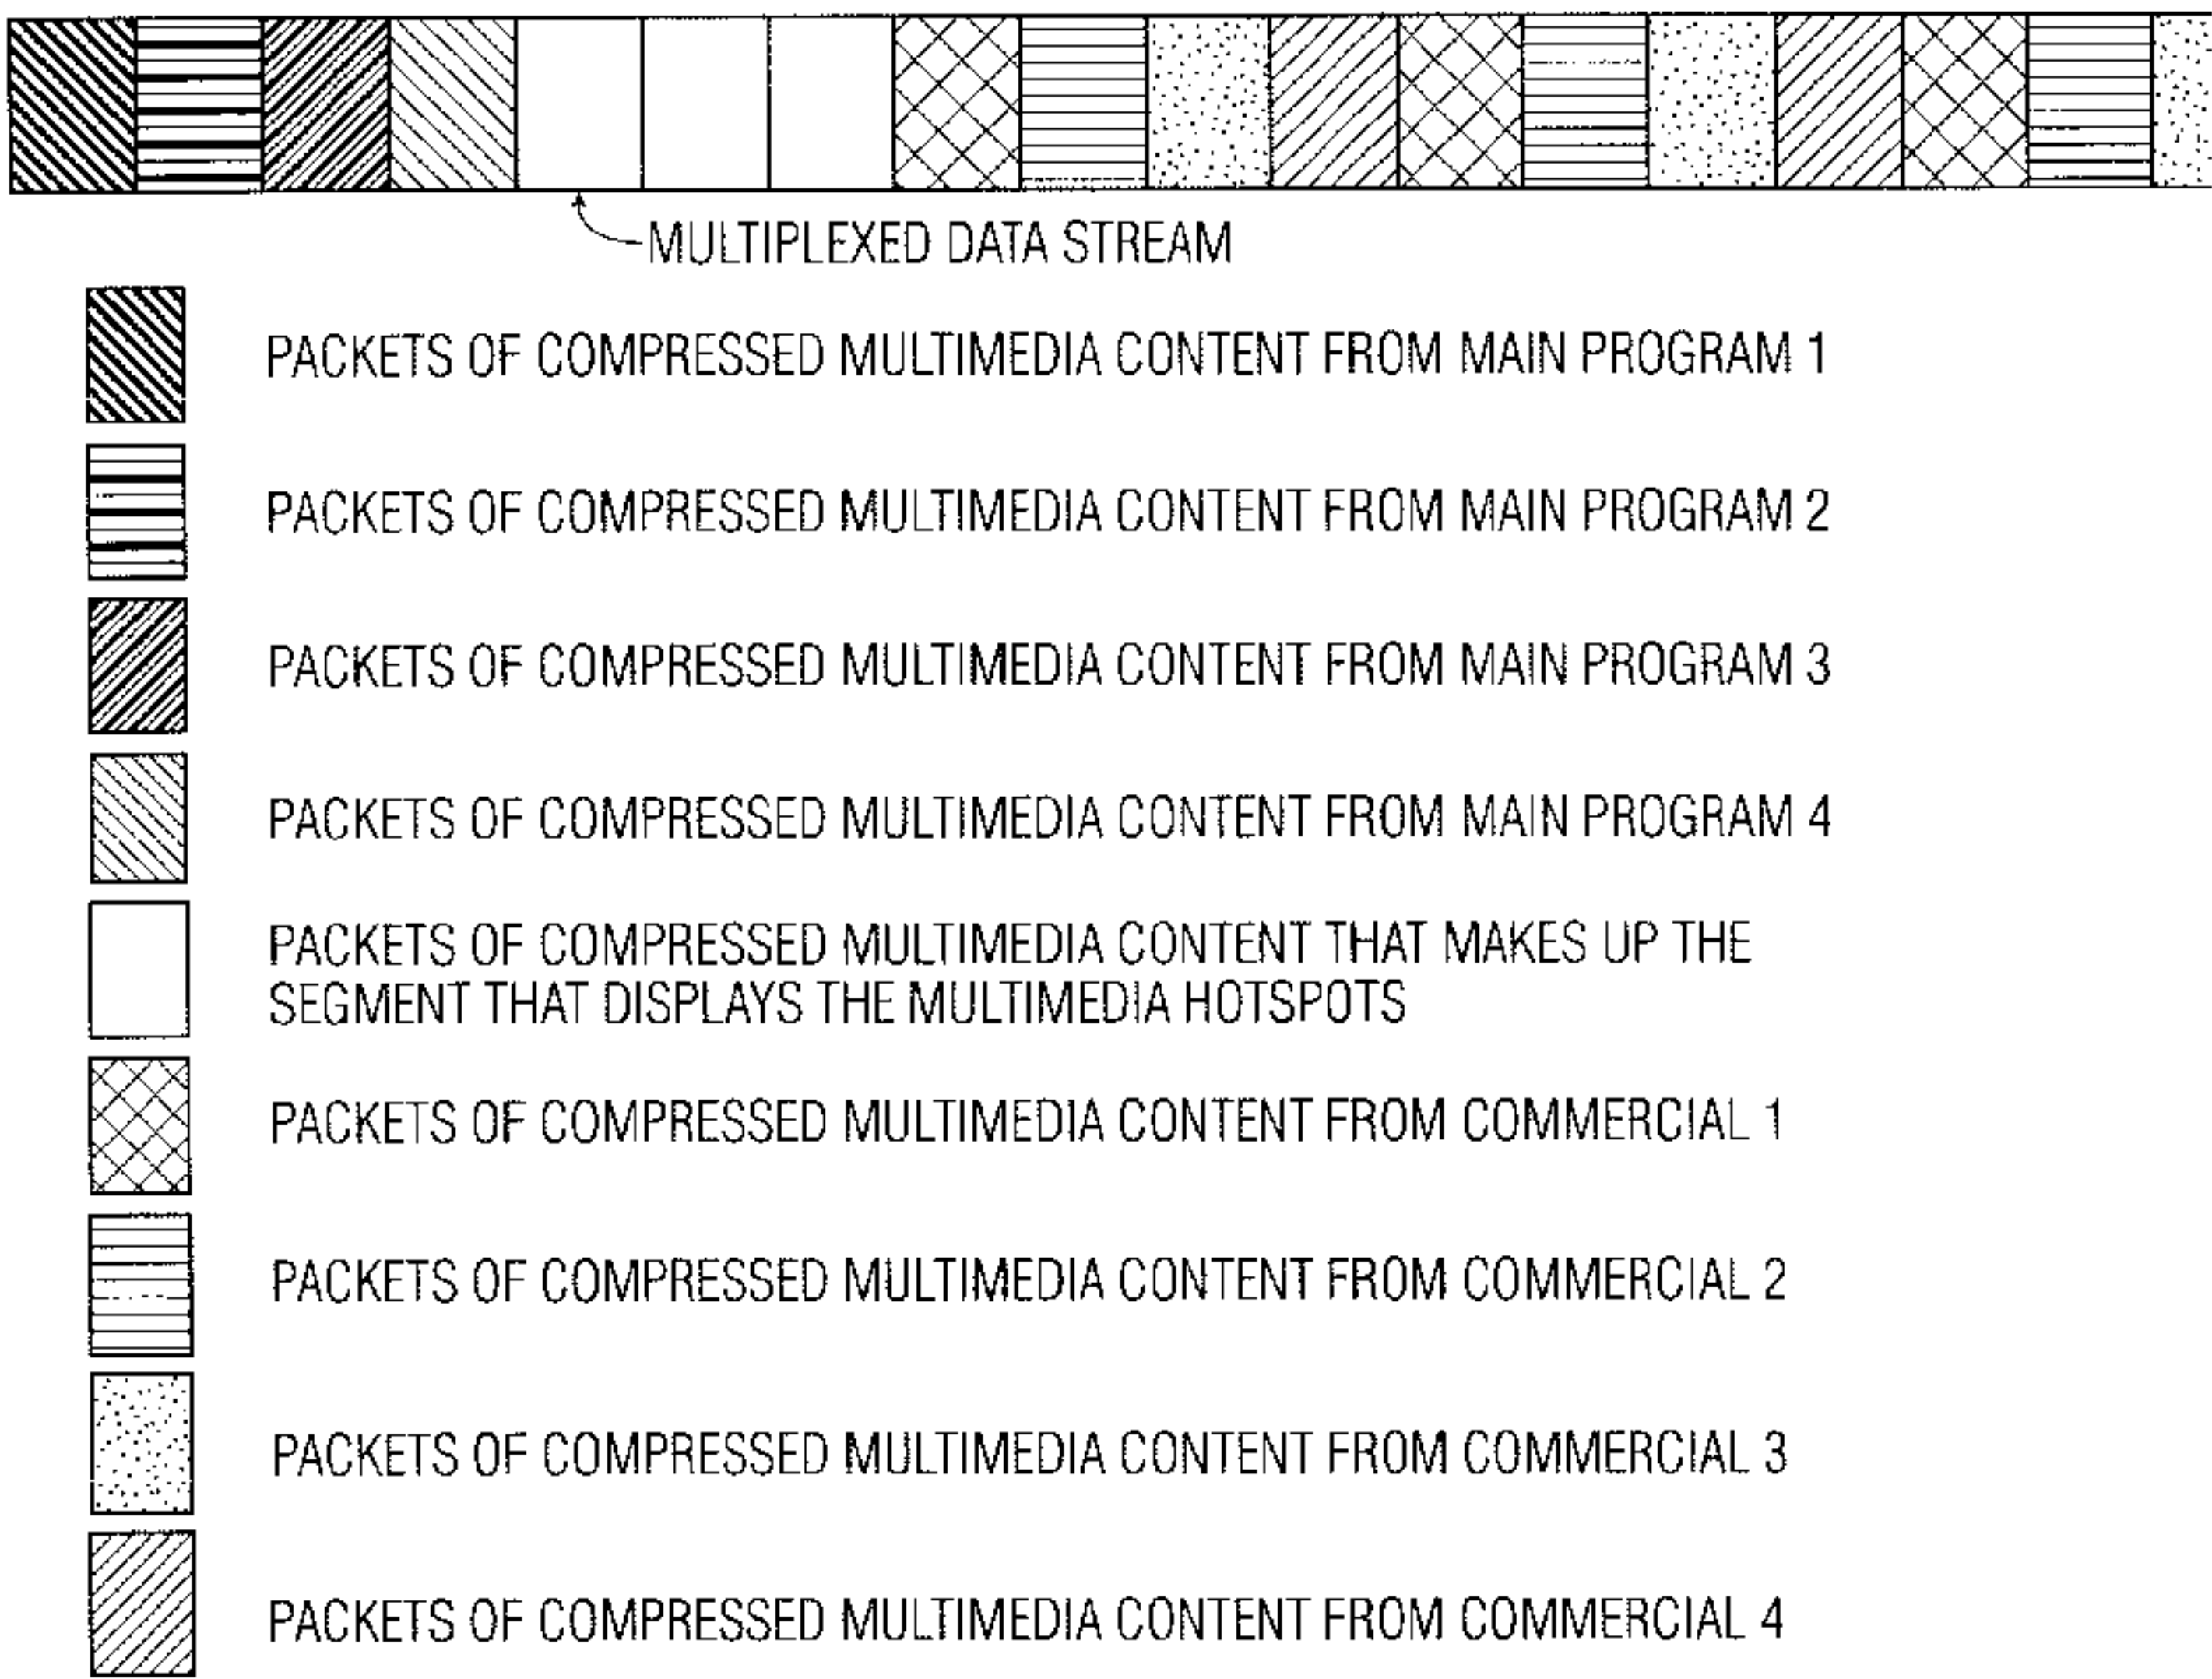 MULTIPLEXED DATA STREAM
PACKETS OF COMPRESSED MULTIMEDIA CONTENT FROM MAIN PROGRAM 1
PACKETS OF COMPRESSED MULTIMEDIA CONTENT FROM MAIN PROGRAM 2
PACKETS OF COMPRESSED MULTIMEDIA CONTENT FROM MAIN PROGRAM 3
PACKETS OF COMPRESSED MULTIMEDIA CONTENT FROM MAIN PROGRAM 4
PACKETS OF COMPRESSED MULTIMEDIA CONTENT THAT MAKES UP THE
SEGMENT THAT DISPLAYS THE MULTIMEDIA HOTSPOTS
PACKETS OF COMPRESSED MULTIMEDIA CONTENT FROM COMMERCIAL 1
PACKETS OF COMPRESSED MULTIMEDIA CONTENT FROM COMMERCIAL 2
PACKETS OF COMPRESSED MULTIMEDIA CONTENT FROM COMMERCIAL 3
PACKETS OF COMPRESSED MULTIMEDIA CONTENT FROM COMMERCIAL 4